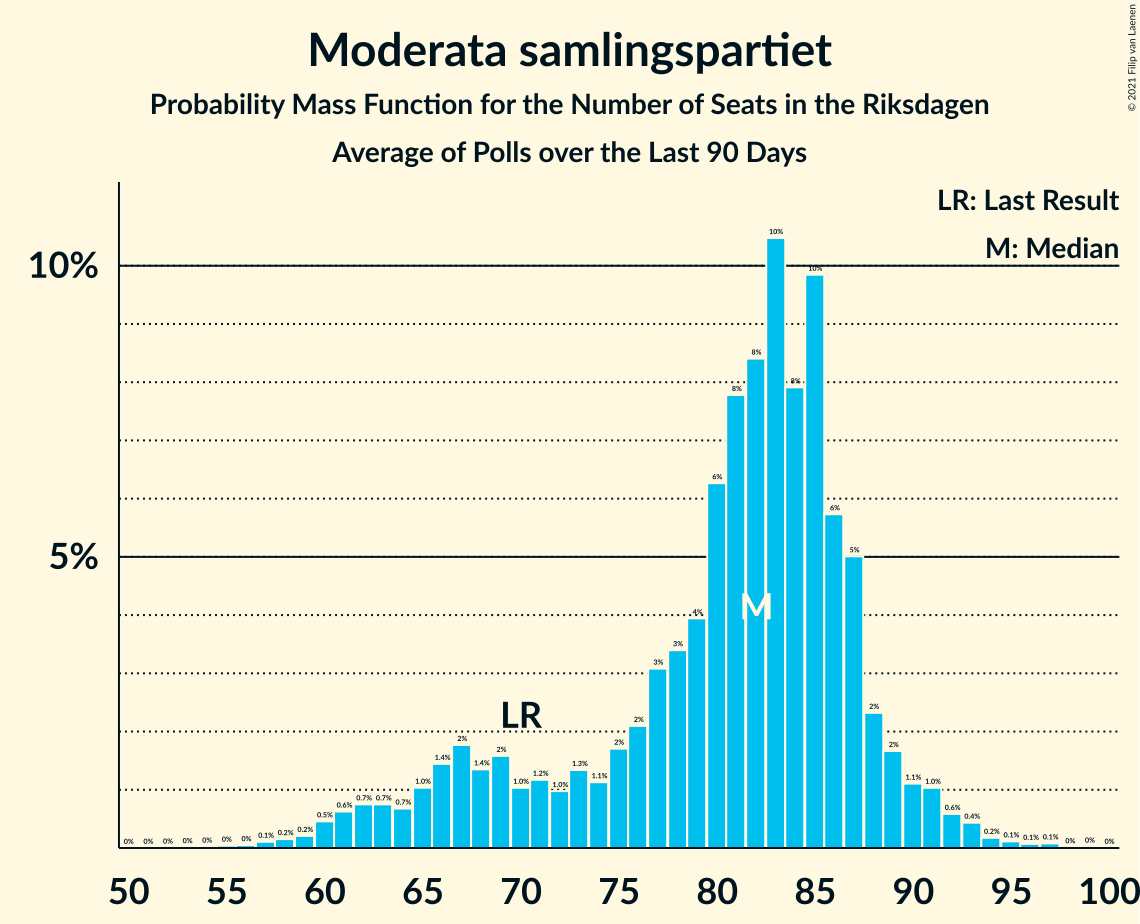 Moderata samlingspartiet
Probability Mass Function for the Number of Seats in the Riksdagen
Average of Polls over the Last 90 Days
© 2021 Filip van Laenen
LR: Last Result
M: Median
10%
5%
0% 0% 0% 0% 0% 0% 0% 0.1% 0.2% 0.2% 0.5% 0.6% 0.7% 0.7% 0.7% 1.0% 1.4% 2% 1.4% 2% 1.0% 1.2% 1.0% 1.3% 1.1% 2% 2% 3% 3% 4% 6% 8% 8% 10% 8% 10% 6% 5% 2% 2% 1.1% 1.0% 0.6% 0.4% 0.2% 0.1% 0.1% 0.1% 0% 0% 0%
LR
M
50 55 60 65 70 75 80 85 90 95 100